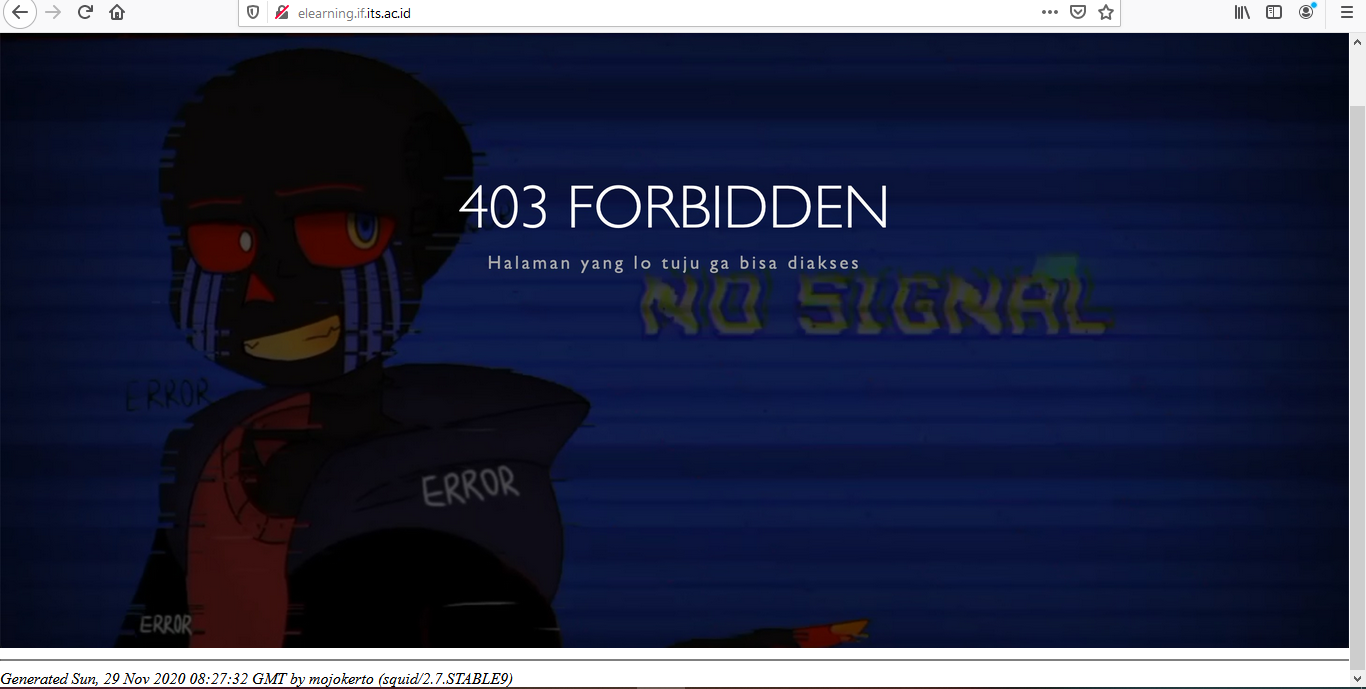 elearning.if.its.ac.id
403 FORBIDDEN
Halaman yang lo tuju ga bisa diakses
NO SIGNAL
ERROR
ERROR
ERROR
Generated Sun, 29 Nov 2020 08:27:32 GMT by mojokerto (squid/2.7.STABLE9)